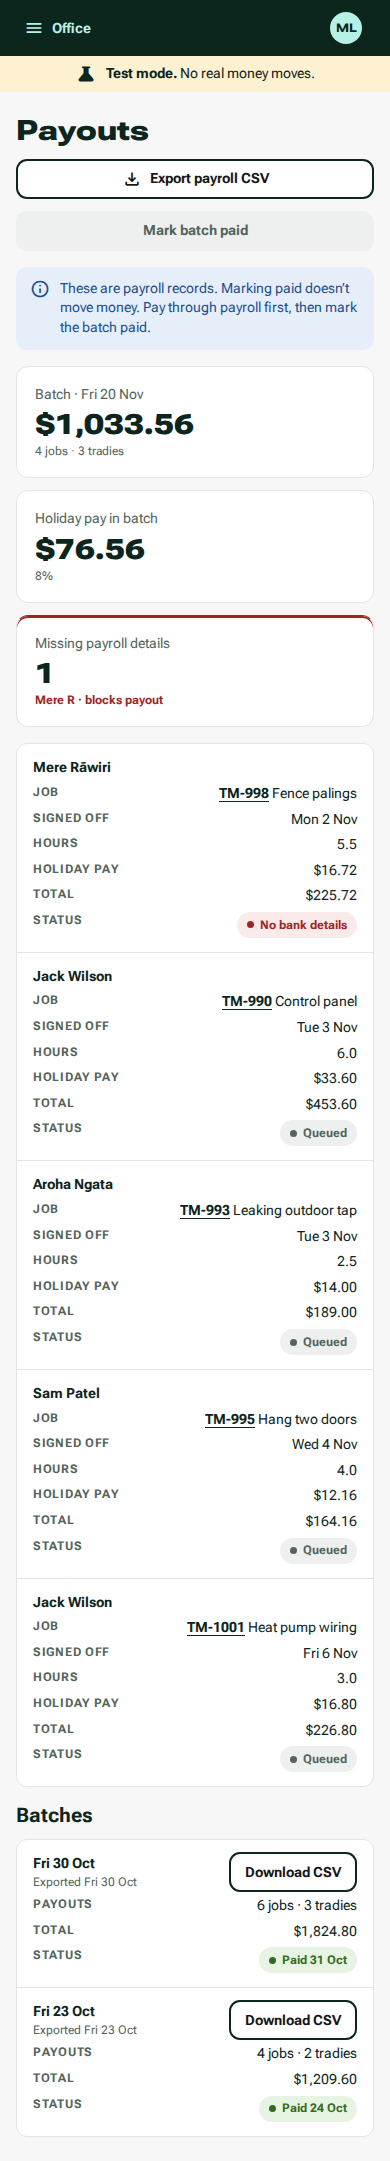 Office
ML
Test mode. No real money moves.
Payouts
Export payroll CSV
Mark batch paid
These are payroll records. Marking paid doesn't
move money. Pay through payroll first, then mark
the batch paid.
Batch · Fri 20 Nov
$1,033.56
4 jobs · 3 tradies
Holiday pay in batch
$76.56
8%
Missing payroll details
1
Mere R · blocks payout
Mere Rāwiri
JOB TM-998 Fence palings
SIGNED OFF Mon 2 Nov
HOURS 5.5
HOLIDAY PAY $16.72
TOTAL $225.72
STATUS No bank details
Jack Wilson
JOB TM-990 Control panel
SIGNED OFF Tue 3 Nov
HOURS 6.0
HOLIDAY PAY $33.60
TOTAL $453.60
STATUS Queued
Aroha Ngata
JOB TM-993 Leaking outdoor tap
SIGNED OFF Tue 3 Nov
HOURS 2.5
HOLIDAY PAY $14.00
TOTAL $189.00
STATUS Queued
Sam Patel
JOB TM-995 Hang two doors
SIGNED OFF Wed 4 Nov
HOURS 4.0
HOLIDAY PAY $12.16
TOTAL $164.16
STATUS Queued
Jack Wilson
JOB TM-1001 Heat pump wiring
SIGNED OFF Fri 6 Nov
HOURS 3.0
HOLIDAY PAY $16.80
TOTAL $226.80
STATUS Queued
Batches
Fri 30 Oct
Exported Fri 30 Oct
Download CSV
PAYOUTS 6 jobs · 3 tradies
TOTAL $1,824.80
STATUS Paid 31 Oct
Fri 23 Oct
Exported Fri 23 Oct
Download CSV
PAYOUTS 4 jobs · 2 tradies
TOTAL $1,209.60
STATUS Paid 24 Oct